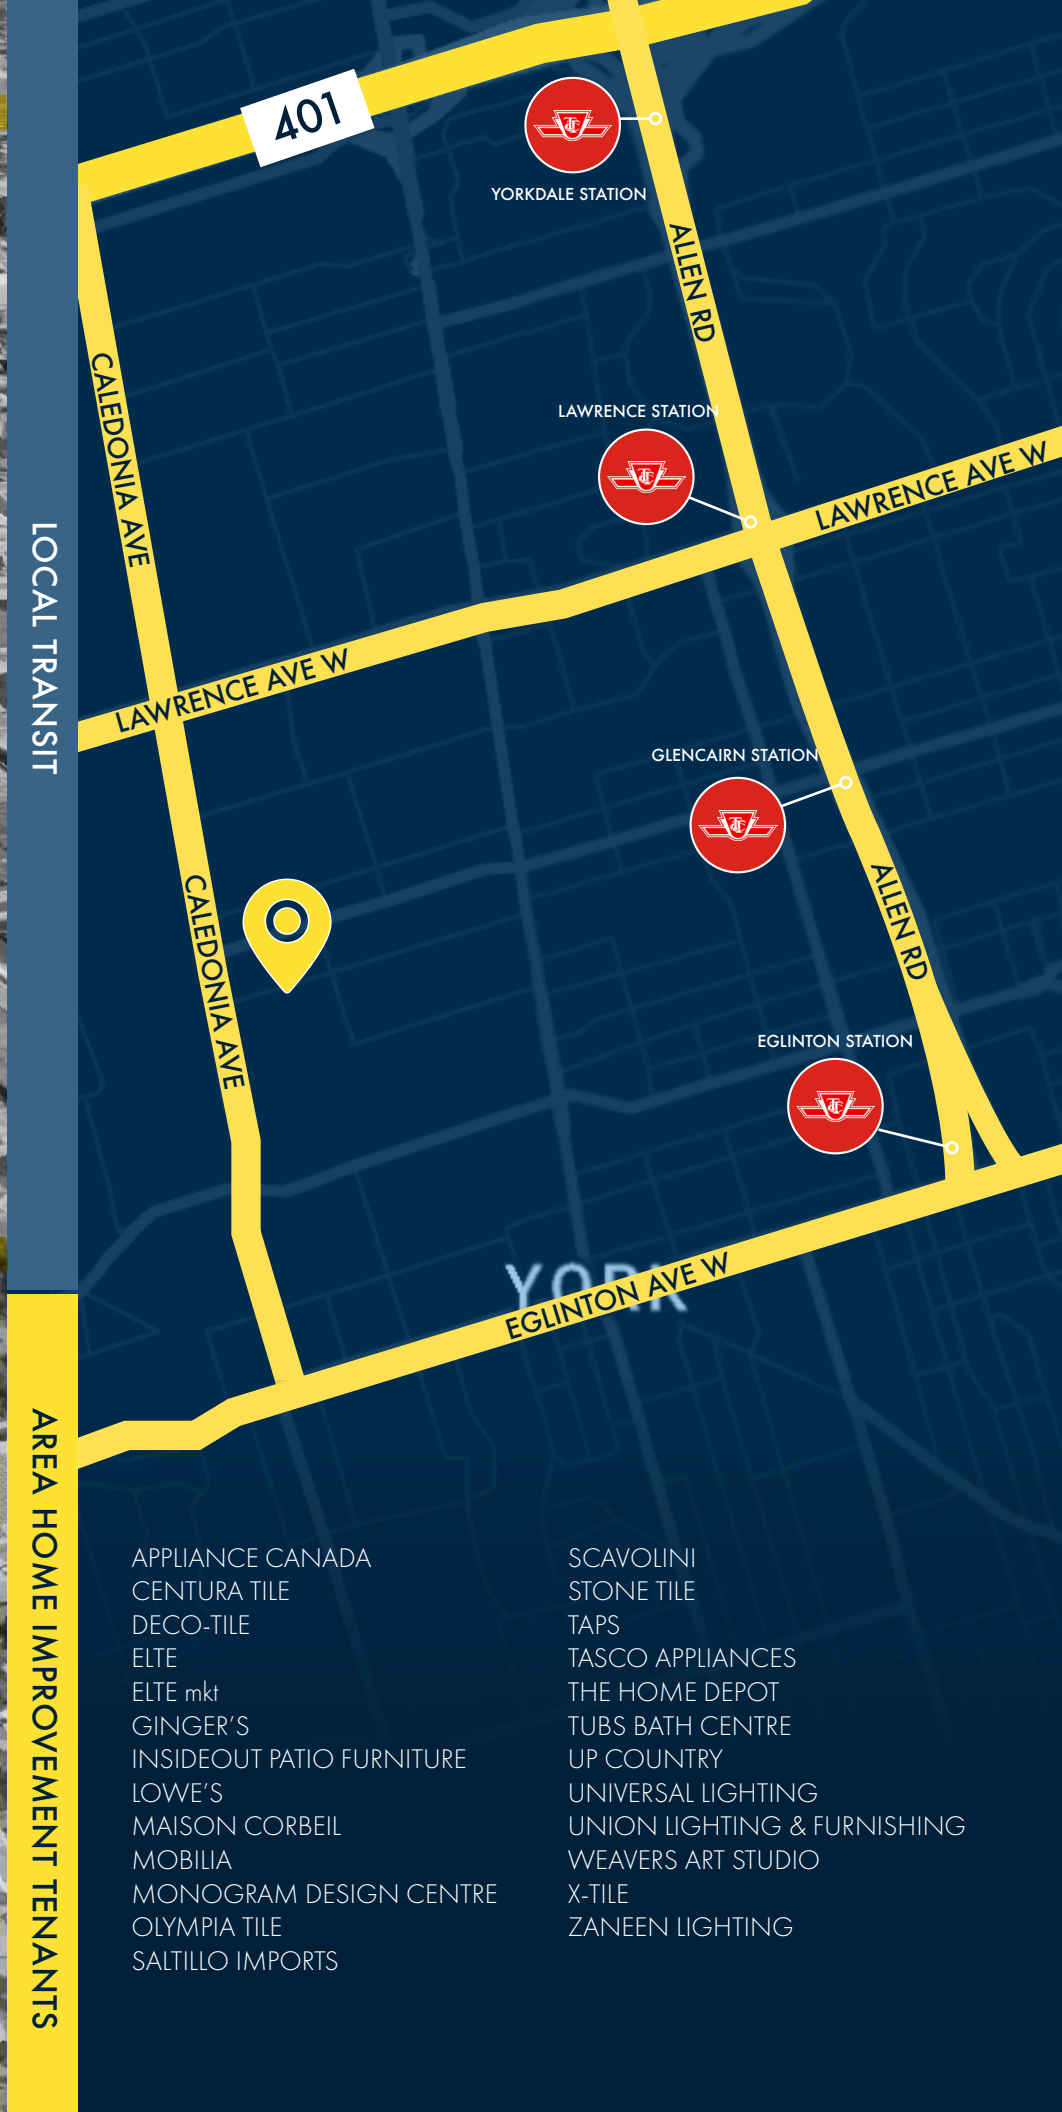 401
YORKDALE STATION
ALLEN RD
CALEDONIA AVE
LAWRENCE STATION
LAWRENCE AVE W
LOCAL TRANSIT
LAWRENCE AVE W
GLENCAIRN STATION
CALEDONIA AVE
ALLEN RD
EGLINTON STATION
YORK
EGLINTON AVE W
AREA HOME IMPROVEMENT TENANTS
APPLIANCE CANADA
CENTURA TILE
DECO-TILE
ELTE
ELTE mkt
GINGER'S
INSIDEOUT PATIO FURNITURE
LOWE'S
MAISON CORBEIL
MOBILIA
MONOGRAM DESIGN CENTRE
OLYMPIA TILE
SALTILLO IMPORTS
SCAVOLINI
STONE TILE
TAPS
TASCO APPLIANCES
THE HOME DEPOT
TUBS BATH CENTRE
UP COUNTRY
UNIVERSAL LIGHTING
UNION LIGHTING & FURNISHING
WEAVERS ART STUDIO
X-TILE
ZANEEN LIGHTING
TTC
TTC
TTC
TTC